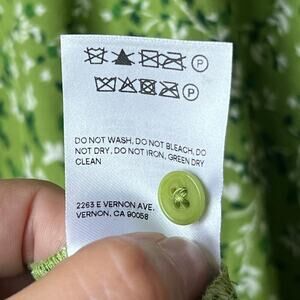 P
P
DO NOT WASH, DO NOT BLEACH, DO
NOT DRY, DO NOT IRON, GREEN DRY
CLEAN
2263 E VERNON AVE.
VERNON, CA 90058